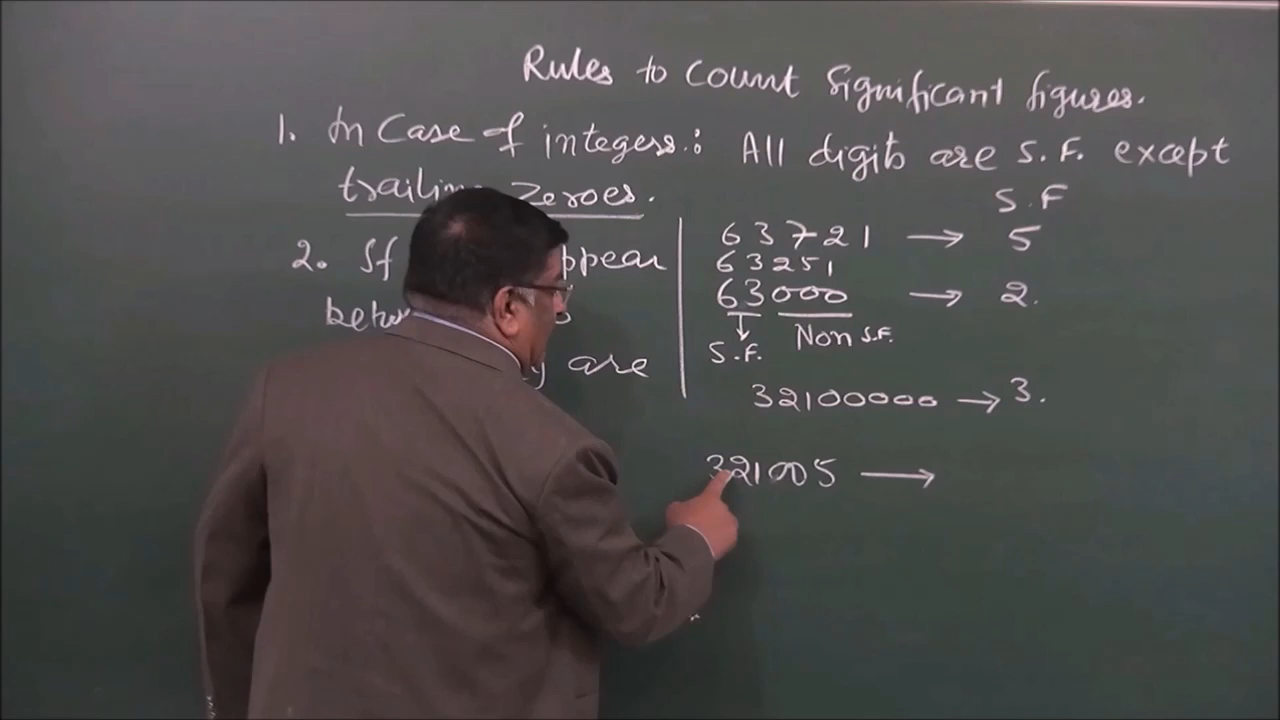 Rules to Count Significant figures.
1. In Case of integers: All digits are S.F. except
trailing Zeroes.
S.F
2. If appear
are
63721 → 5
63251
63000 → 2.
S.F. Non S.F.
32100000 → 3.
321005 →